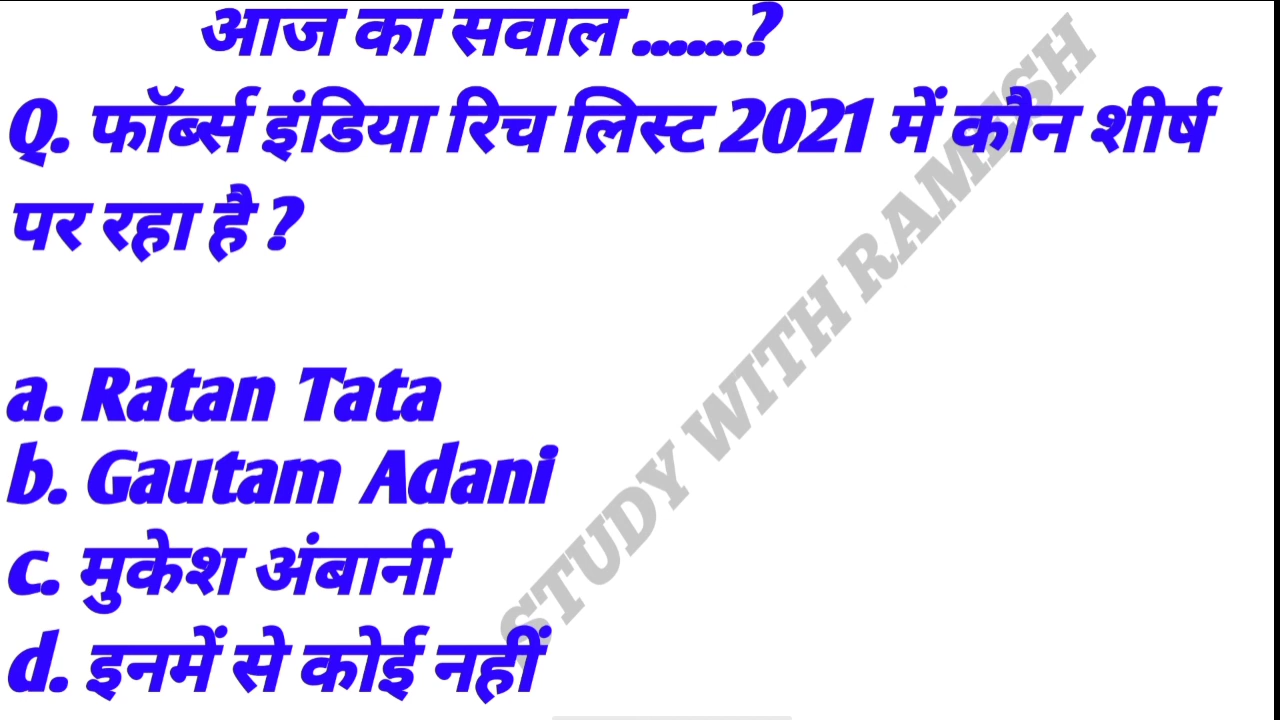 आज का सवाल ......?
Q. फॉर्ब्स इंडिया रिच लिस्ट 2021 में कौन शीर्ष
पर रहा है ?
a. Ratan Tata
b. Gautam Adani
c. मुकेश अंबानी
d. इनमें से कोई नहीं
STUDY WITH RAMESH